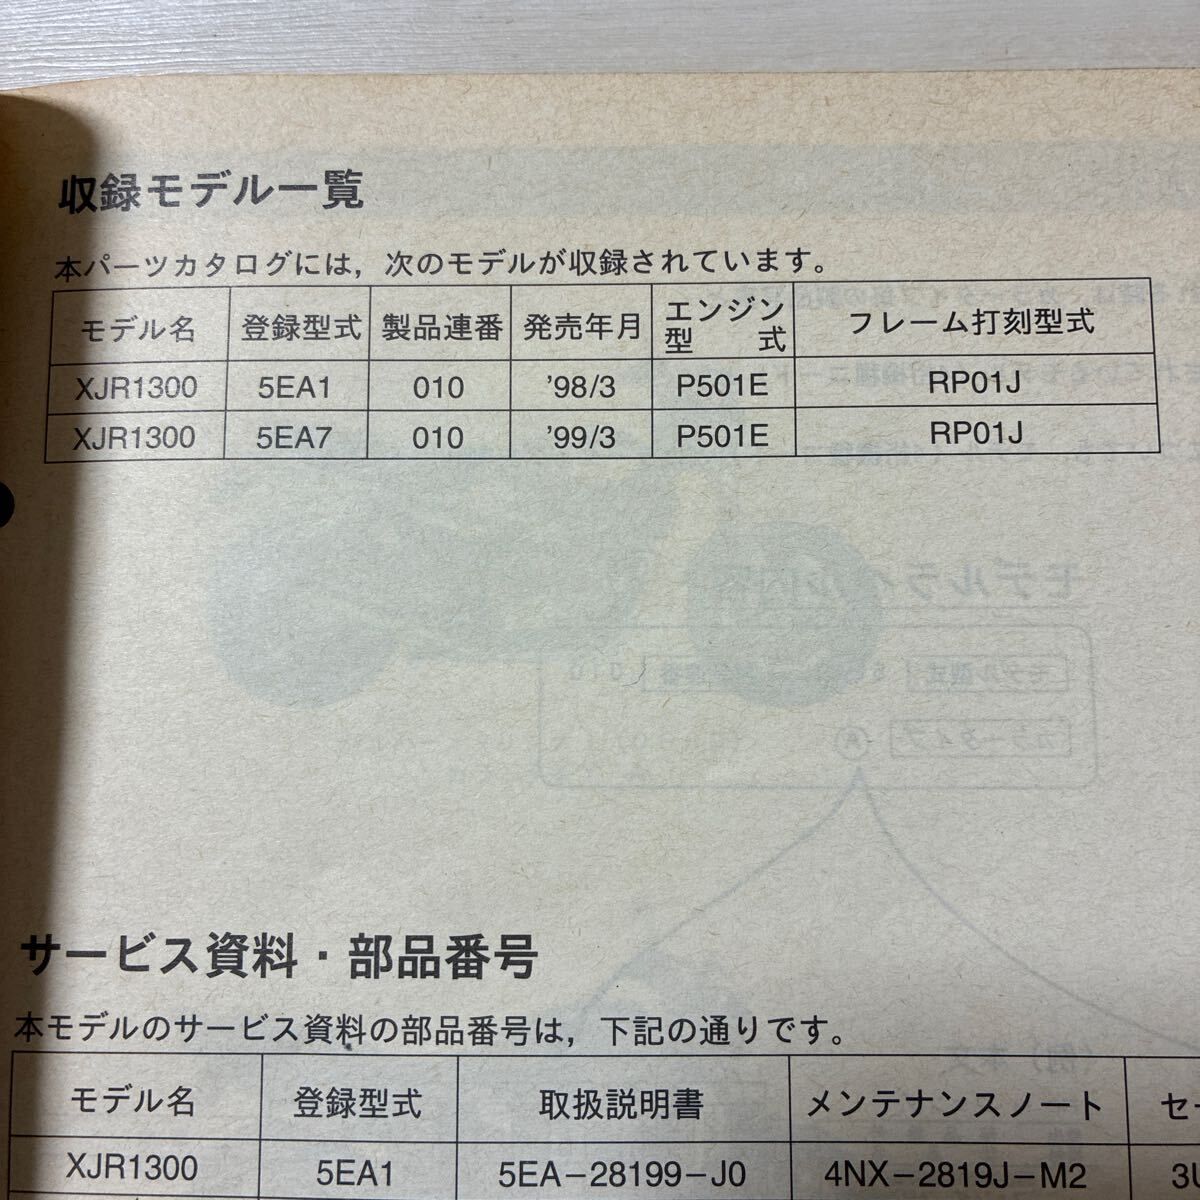 収録モデル一覧
本パーツカタログには，次のモデルが収録されています。
モデル名 登録型式 製品連番 発売年月 エンジン型式 フレーム打刻型式
XJR1300 5EA1 010 '98/3 P501E RP01J
XJR1300 5EA7 010 '99/3 P501E RP01J
サービス資料・部品番号
本モデルのサービス資料の部品番号は，下記の通りです。
モデル名 登録型式 取扱説明書 メンテナンスノート セー
XJR1300 5EA1 5EA−28199−J0 4NX−2819J−M2